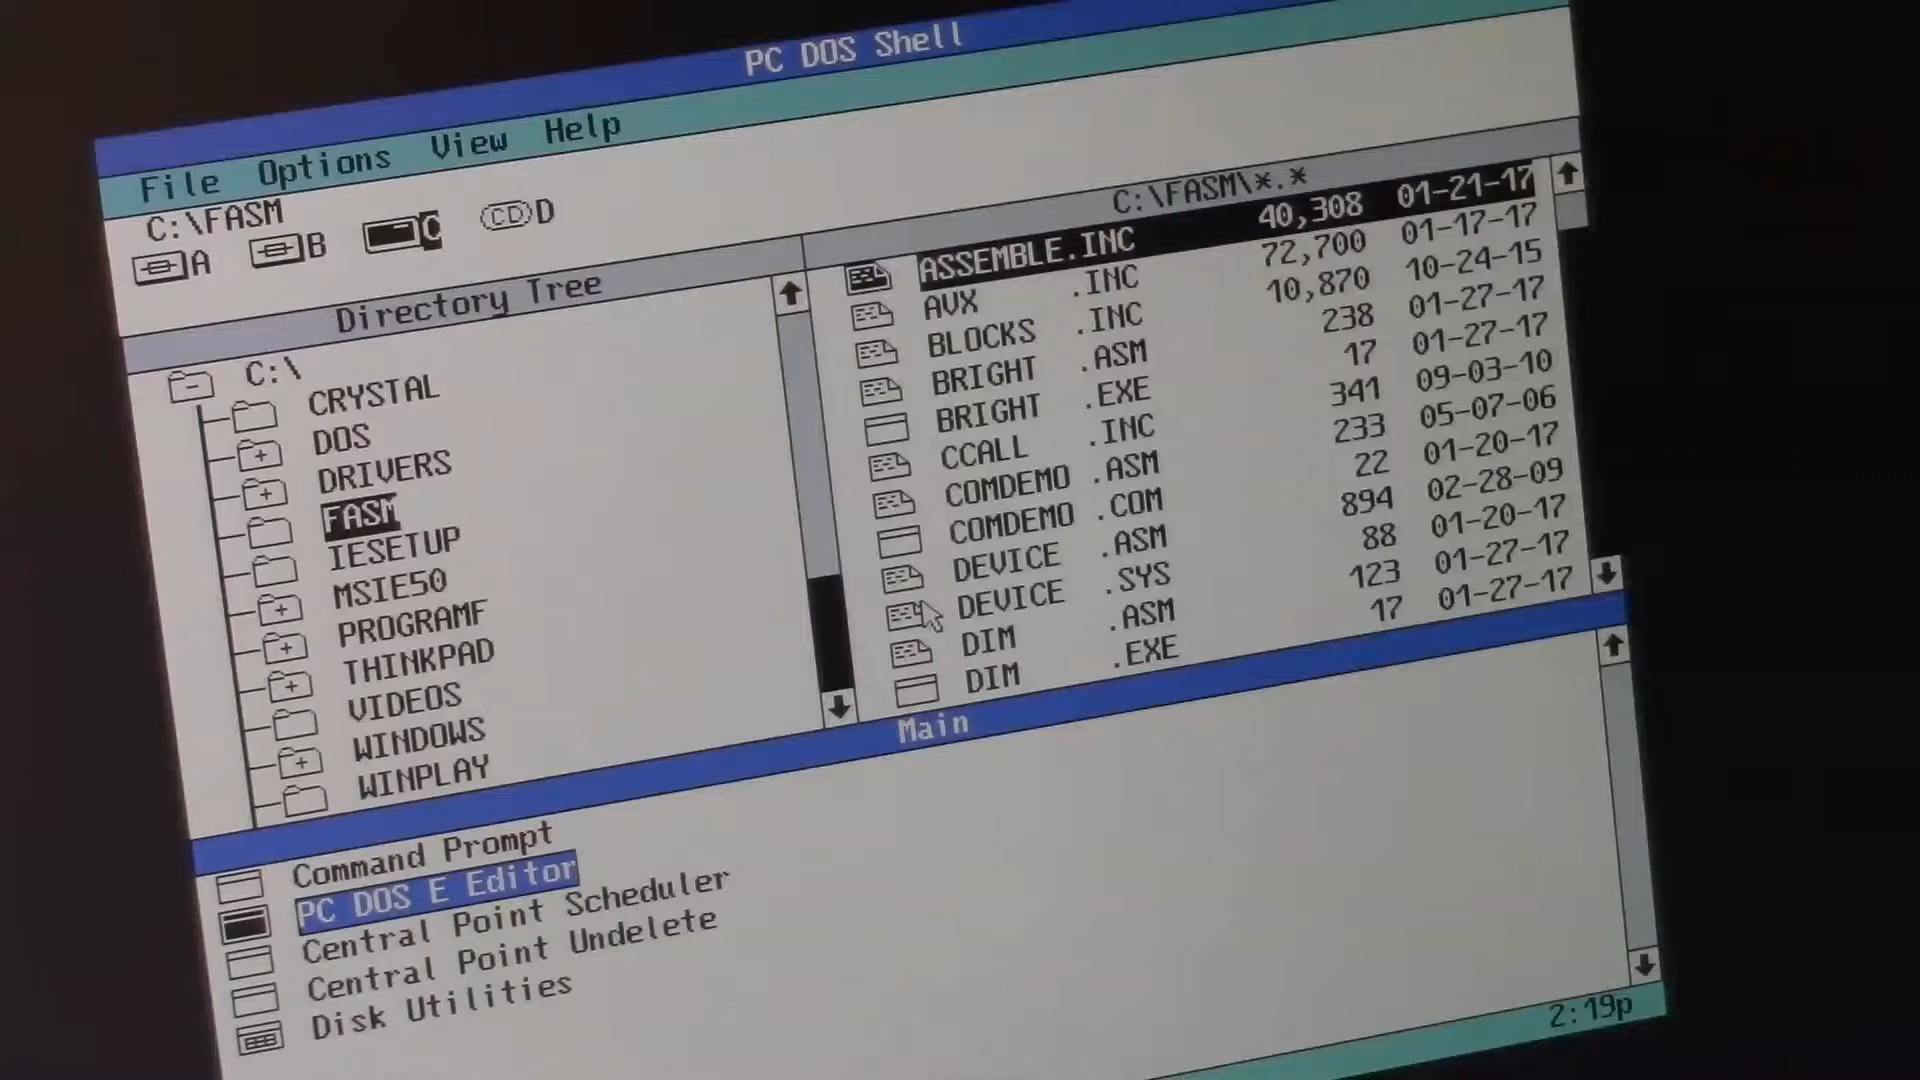 PC DOS Shell
File Options View Help
C:\FASM
A B C CD D
Directory Tree
C:\
CRYSTAL
DOS
DRIVERS
FASM
IESETUP
MSIE50
PROGRAMF
THINKPAD
VIDEOS
WINDOWS
WINPLAY
C:\FASM\*.*
ASSEMBLE.INC 40,308 01-21-17
AVX .INC 72,700 01-17-17
BLOCKS .INC 10,870 10-24-15
BRIGHT .ASM 238 01-27-17
BRIGHT .EXE 17 01-27-17
CCALL .INC 341 09-03-10
COMDEMO .ASM 233 05-07-06
COMDEMO .COM 22 01-20-17
DEVICE .ASM 894 02-28-09
DEVICE .SYS 88 01-20-17
DIM .ASM 123 01-27-17
DIM .EXE 17 01-27-17
Main
Command Prompt
PC DOS E Editor
Central Point Scheduler
Central Point Undelete
Disk Utilities
2:19p